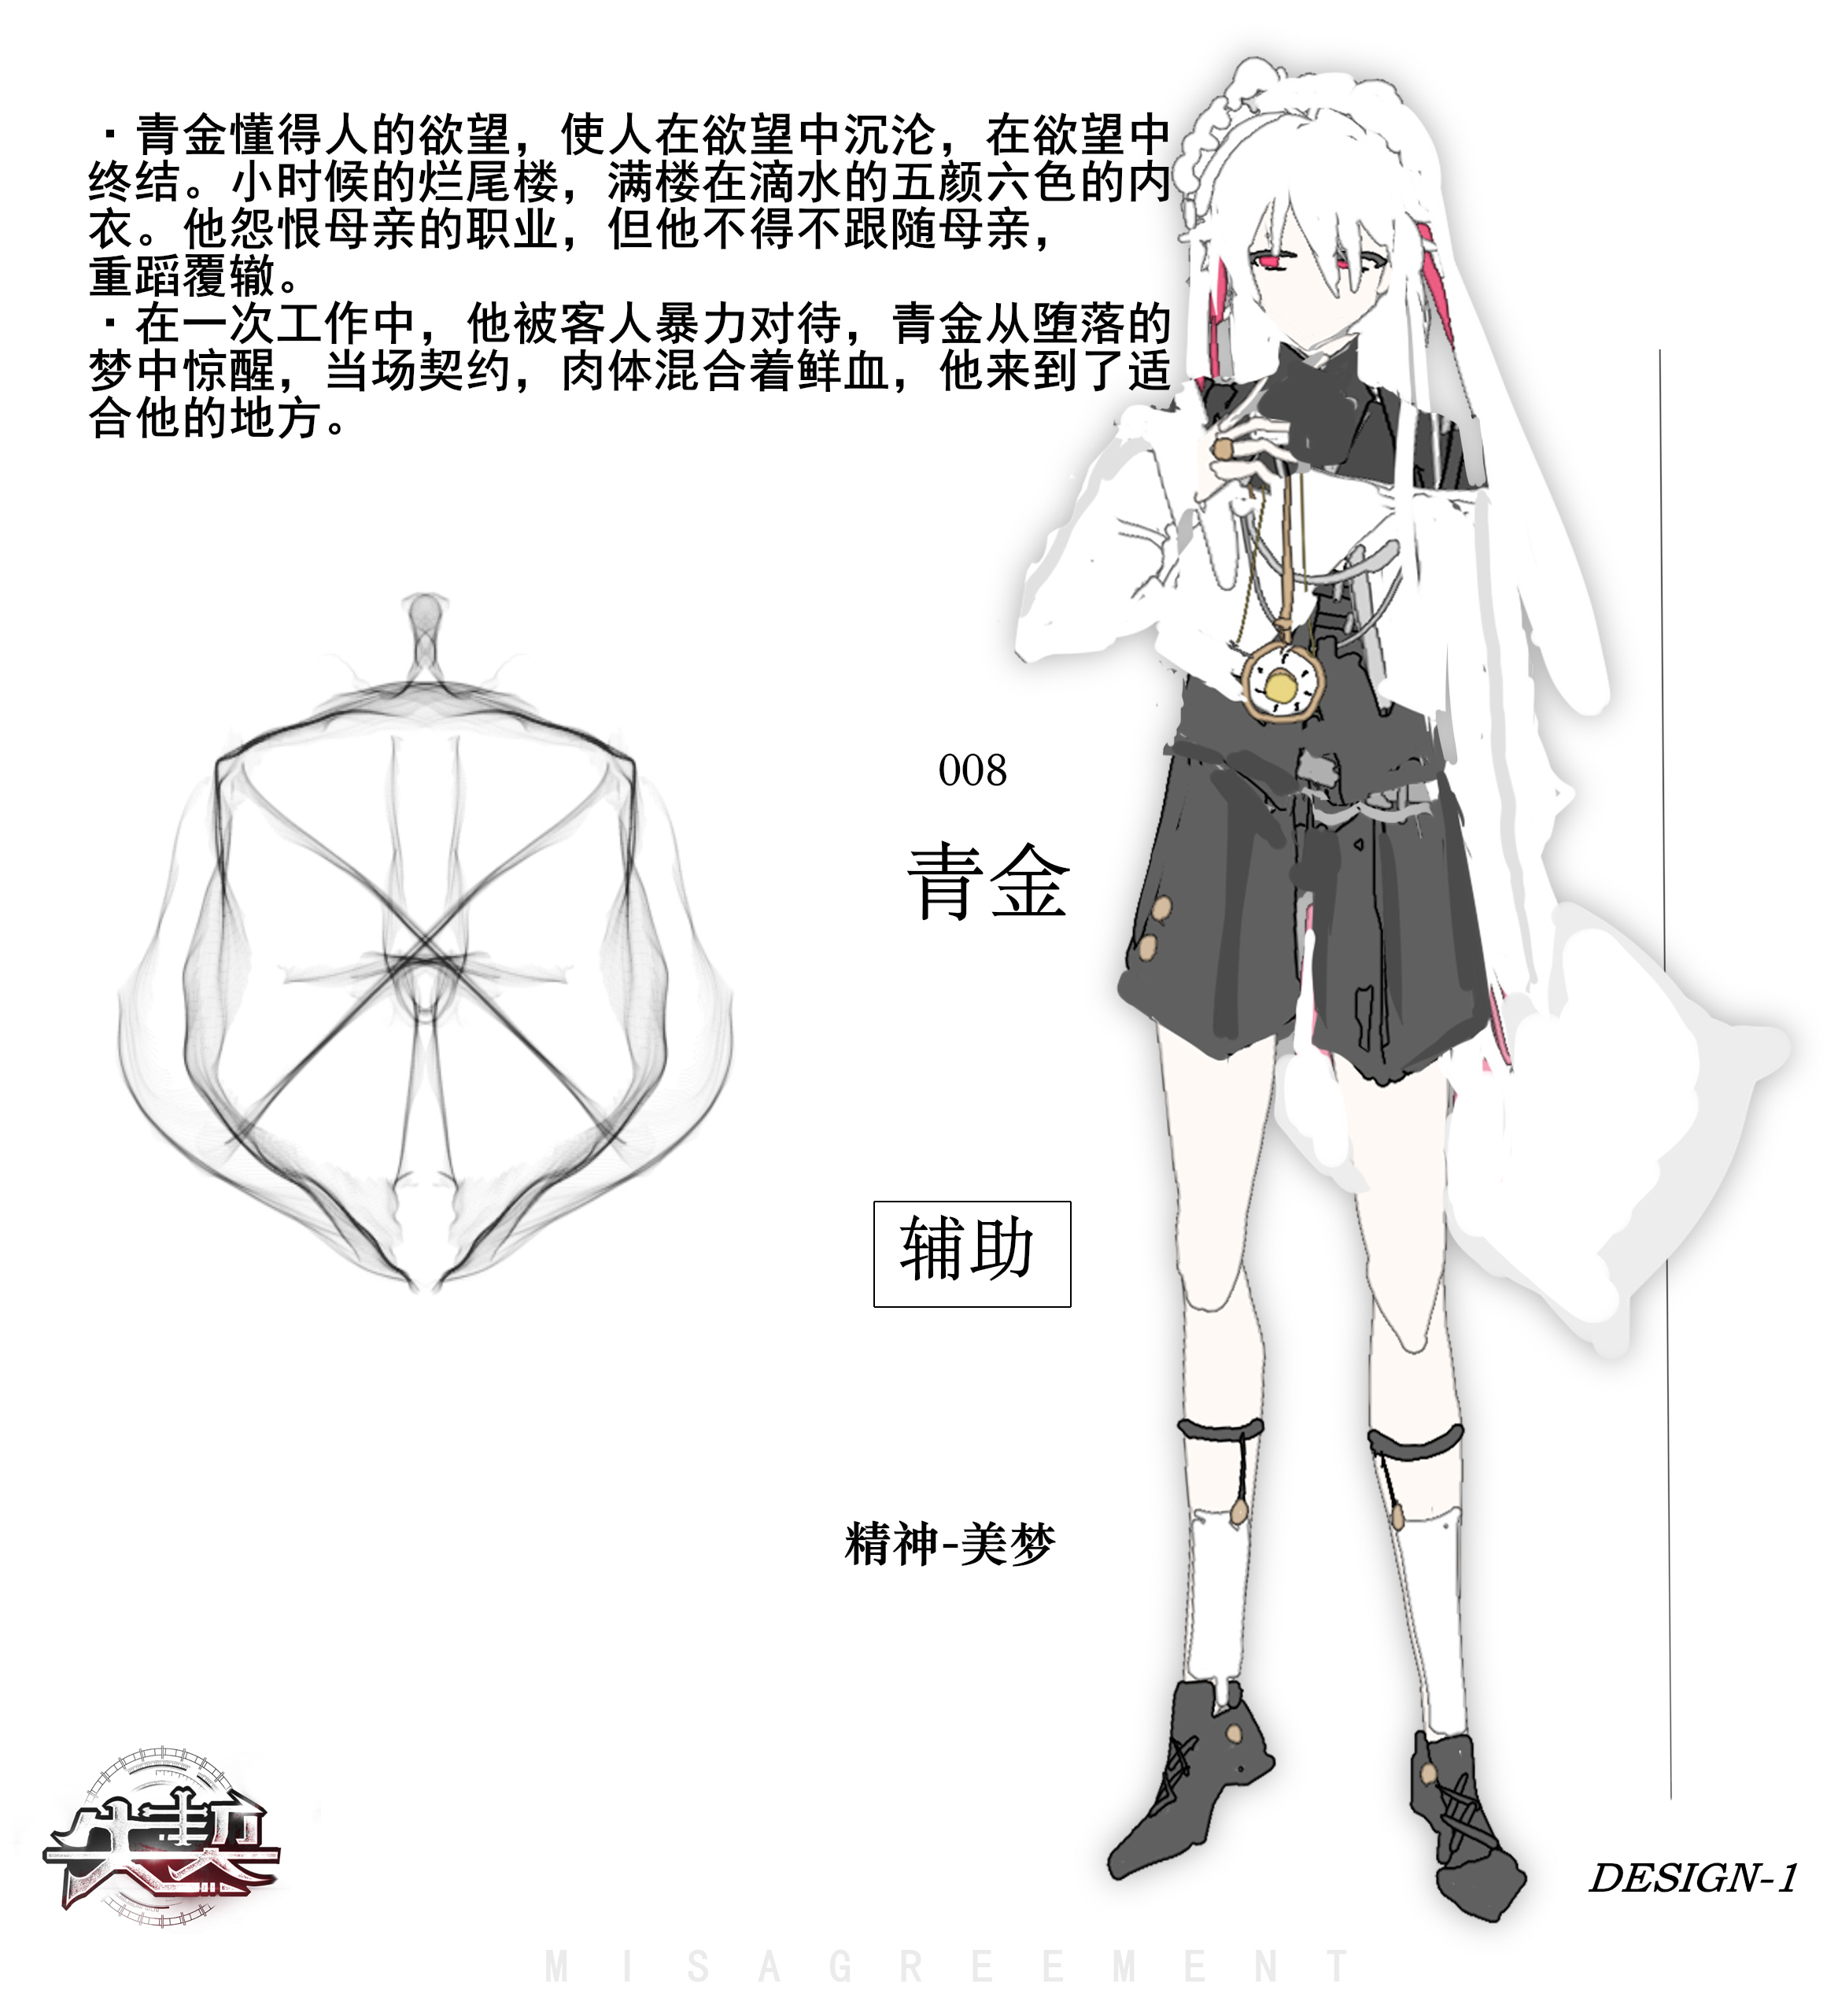 ·青金懂得人的欲望，使人在欲望中沉沦，在欲望中
终结。小时候的烂尾楼，满楼在滴水的五颜六色的内
衣。他怨恨母亲的职业，但他不得不跟随母亲，
重蹈覆辙。
·在一次工作中，他被客人暴力对待，青金从堕落的
梦中惊醒，当场契约，肉体混合着鲜血，他来到了适
合他的地方。
008
青金
辅助
精神-美梦
失契
DESIGN-1
MISAGREEMENT